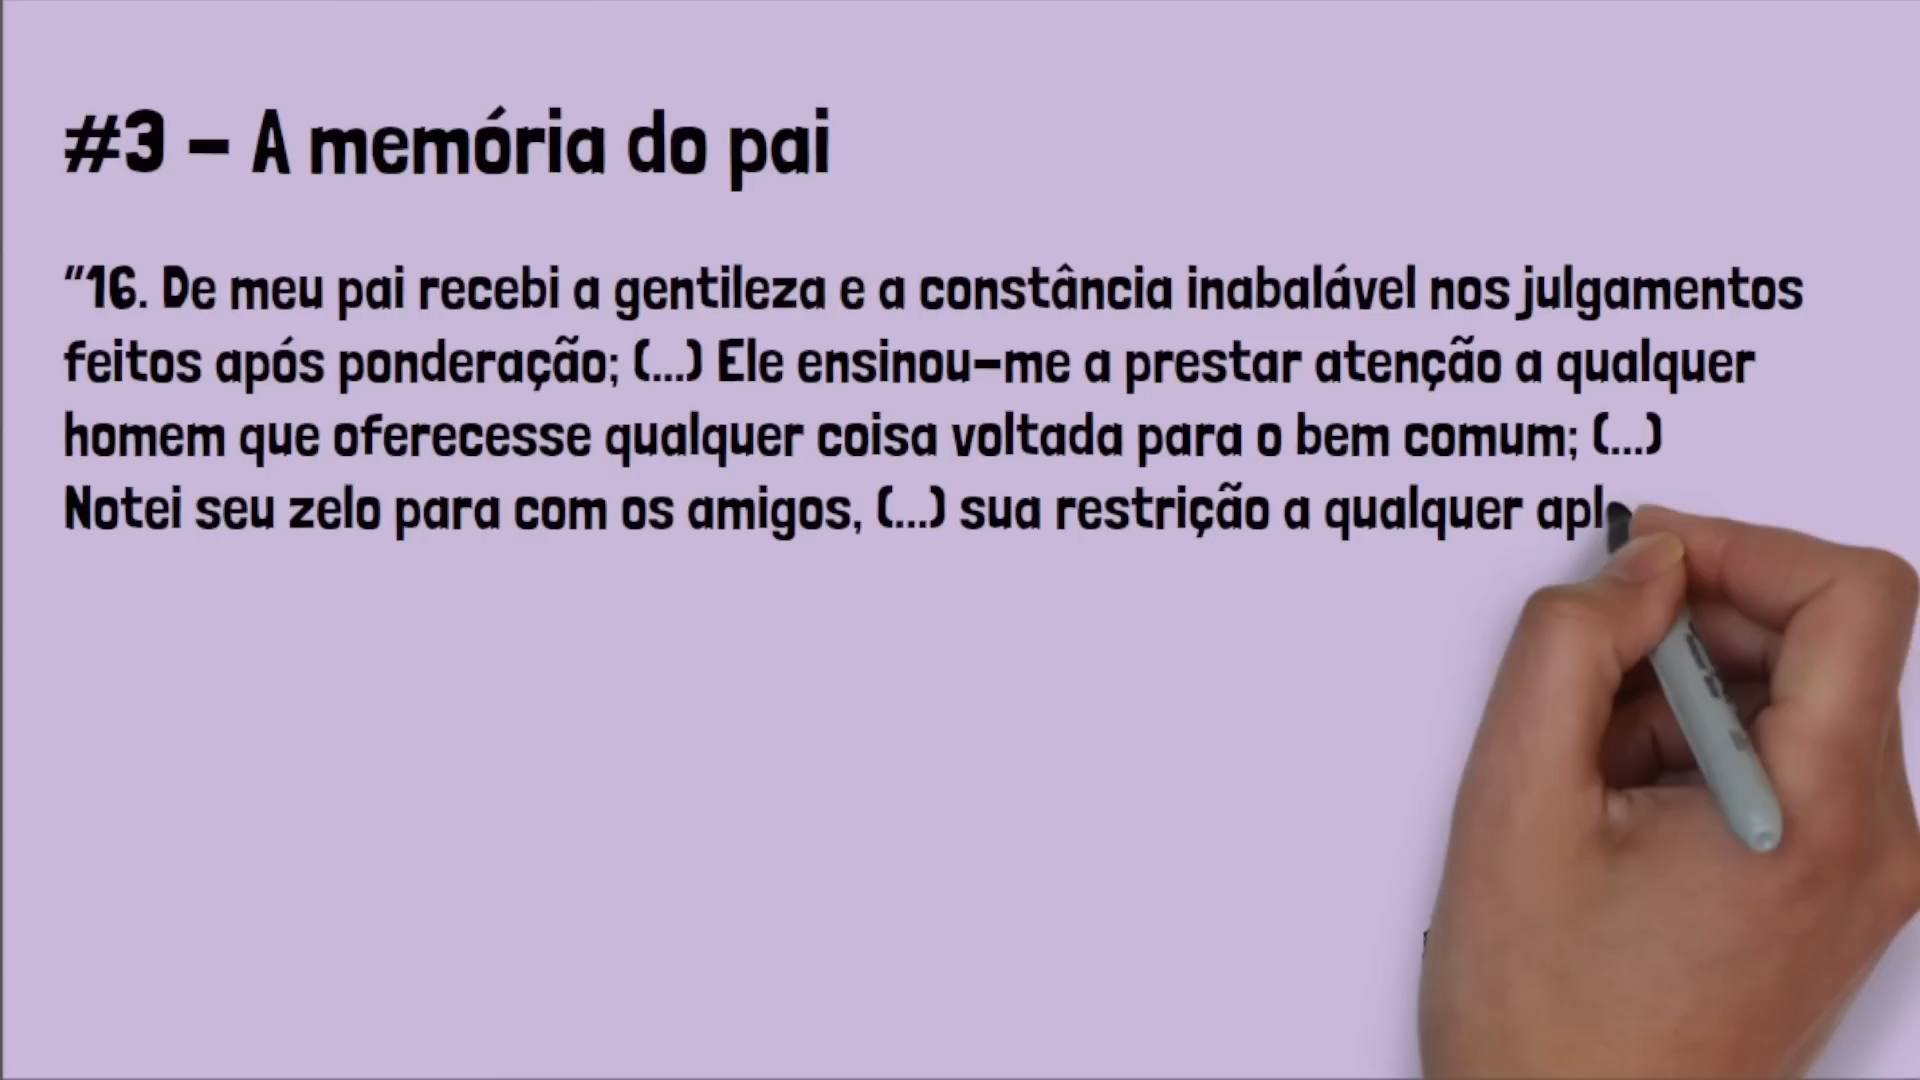 #3 – A memória do pai
"16. De meu pai recebi a gentileza e a constância inabalável nos julgamentos
feitos após ponderação; (...) Ele ensinou-me a prestar atenção a qualquer
homem que oferecesse qualquer coisa voltada para o bem comum; (...)
Notei seu zelo para com os amigos, (...) sua restrição a qualquer